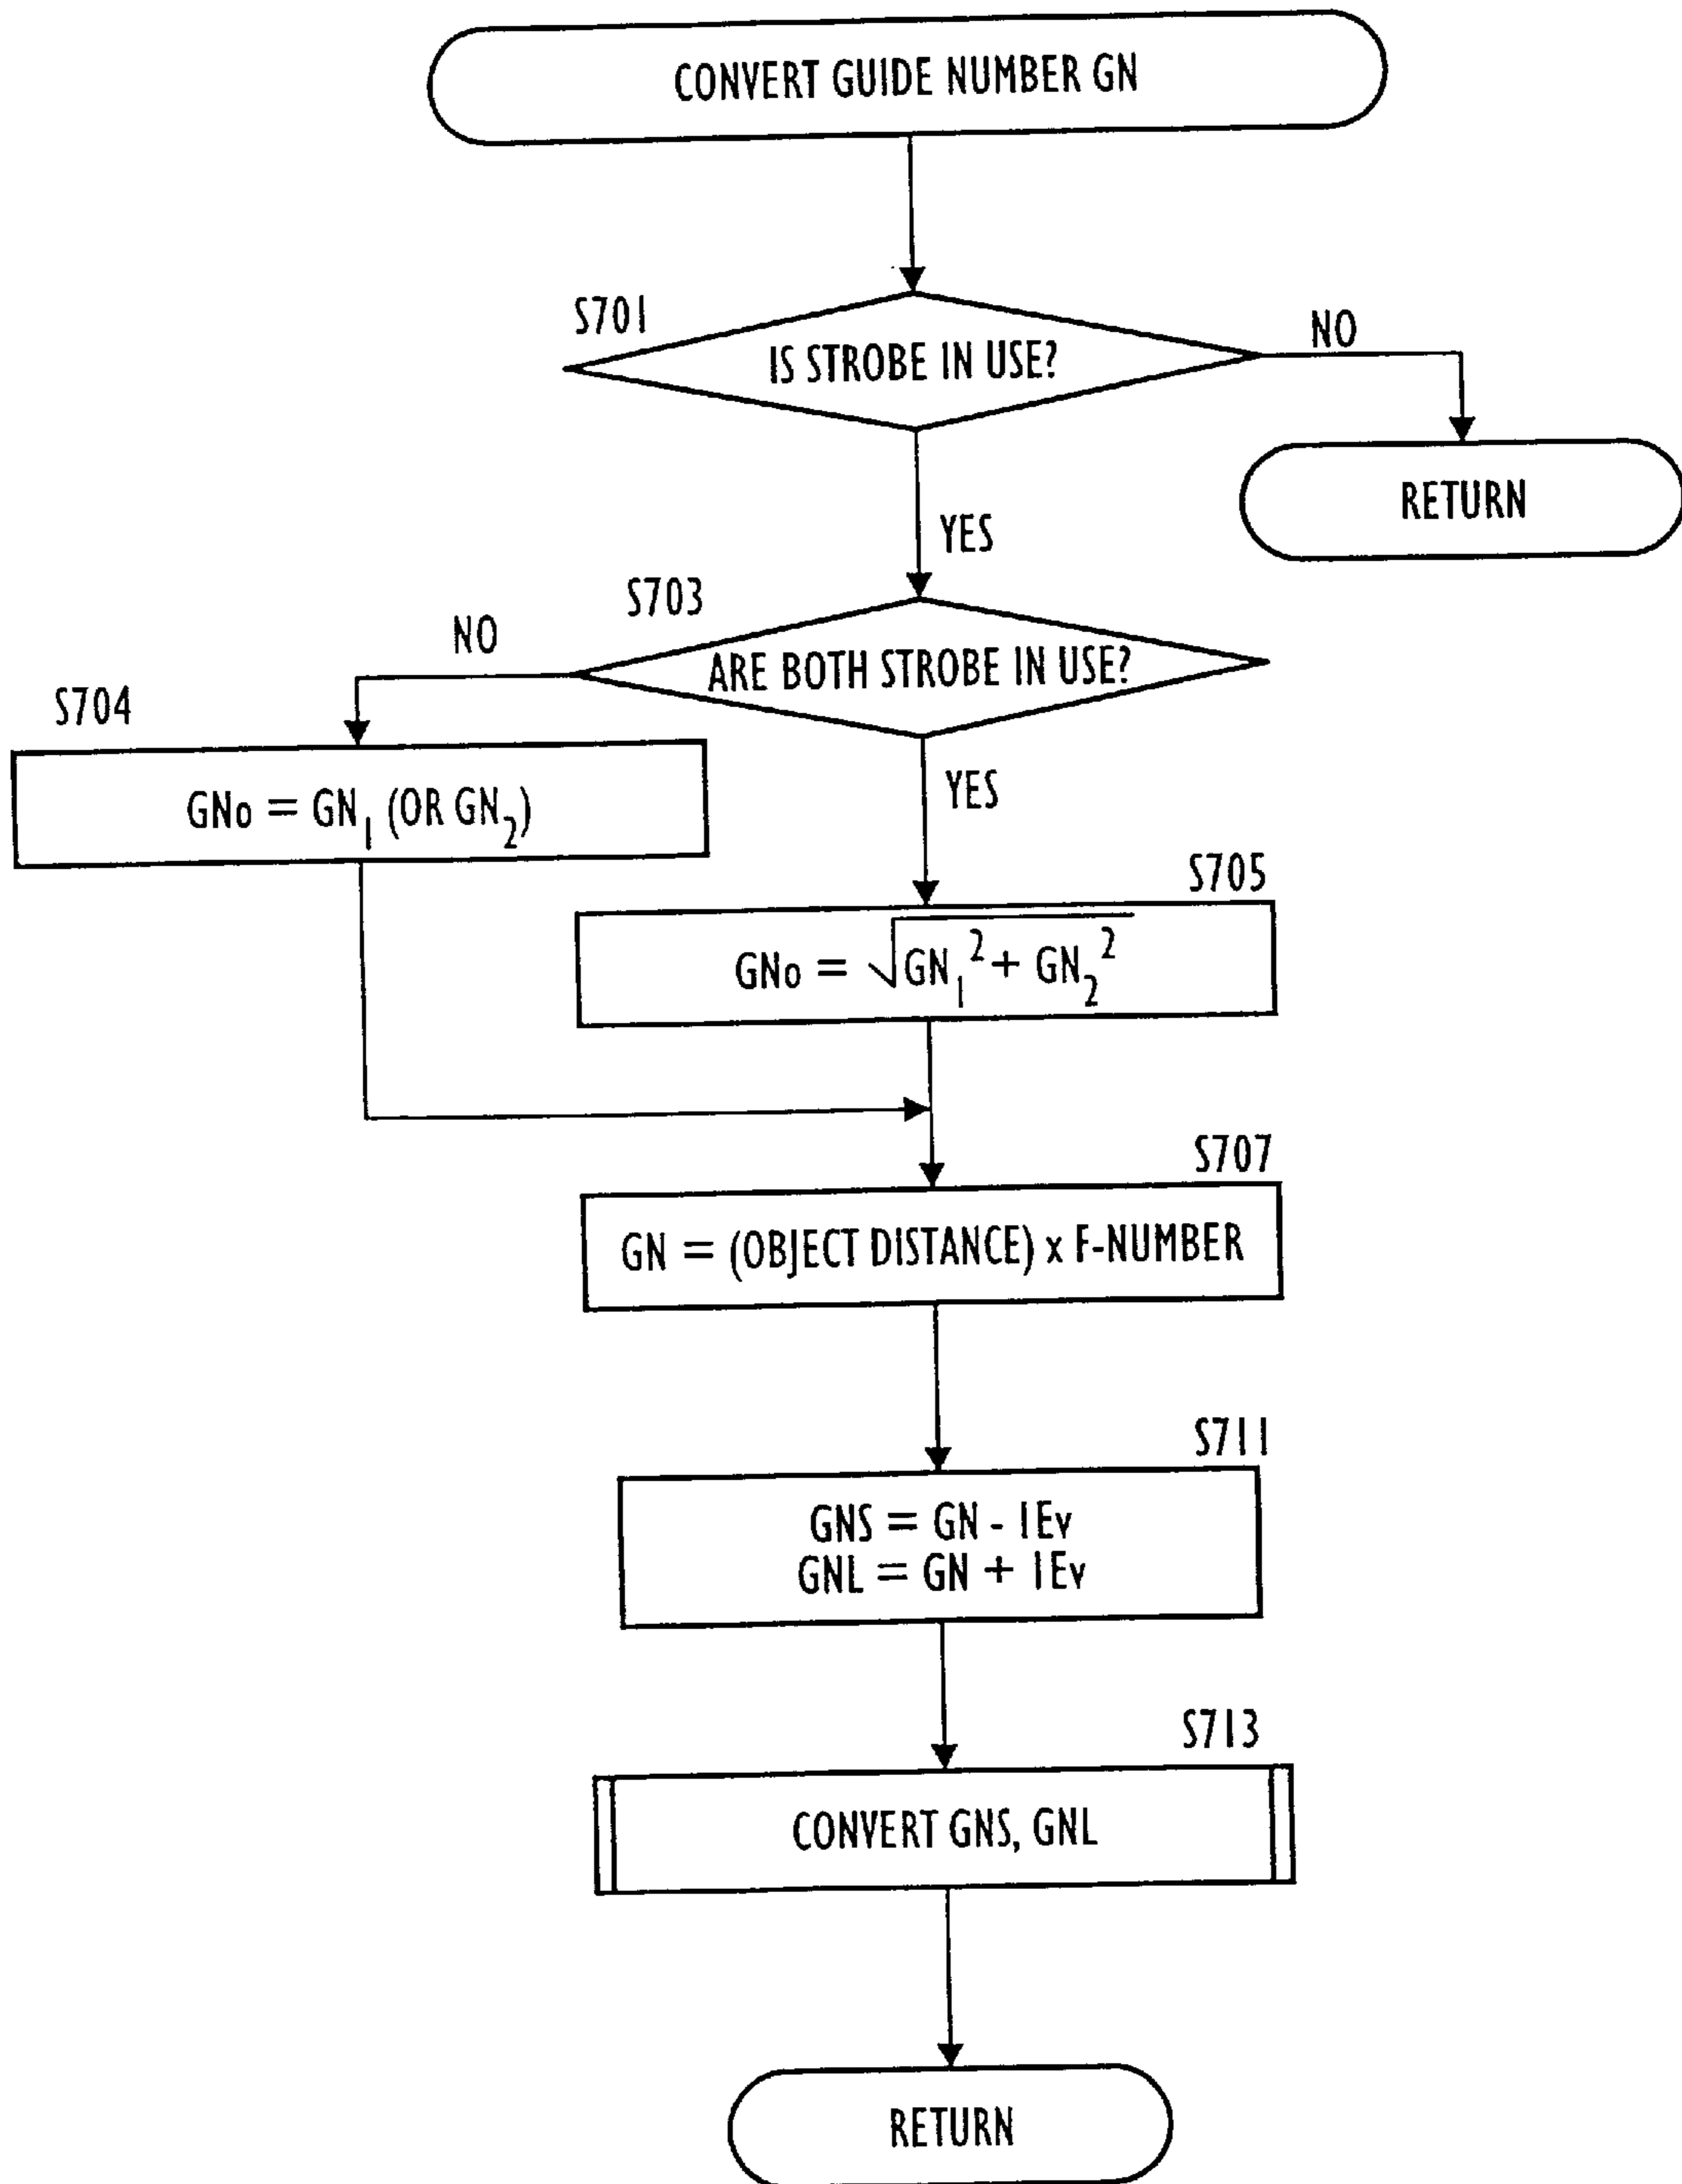 CONVERT GUIDE NUMBER GN
S701
IS STROBE IN USE?
NO
RETURN
YES
S703
NO
ARE BOTH STROBE IN USE?
S704
GNo = GN₁ (OR GN₂)
YES
S705
GNo = √(GN₁² + GN₂²)
S707
GN = (OBJECT DISTANCE) x F-NUMBER
S711
GNS = GN - 1Ev
GNL = GN + 1Ev
S713
CONVERT GNS, GNL
RETURN